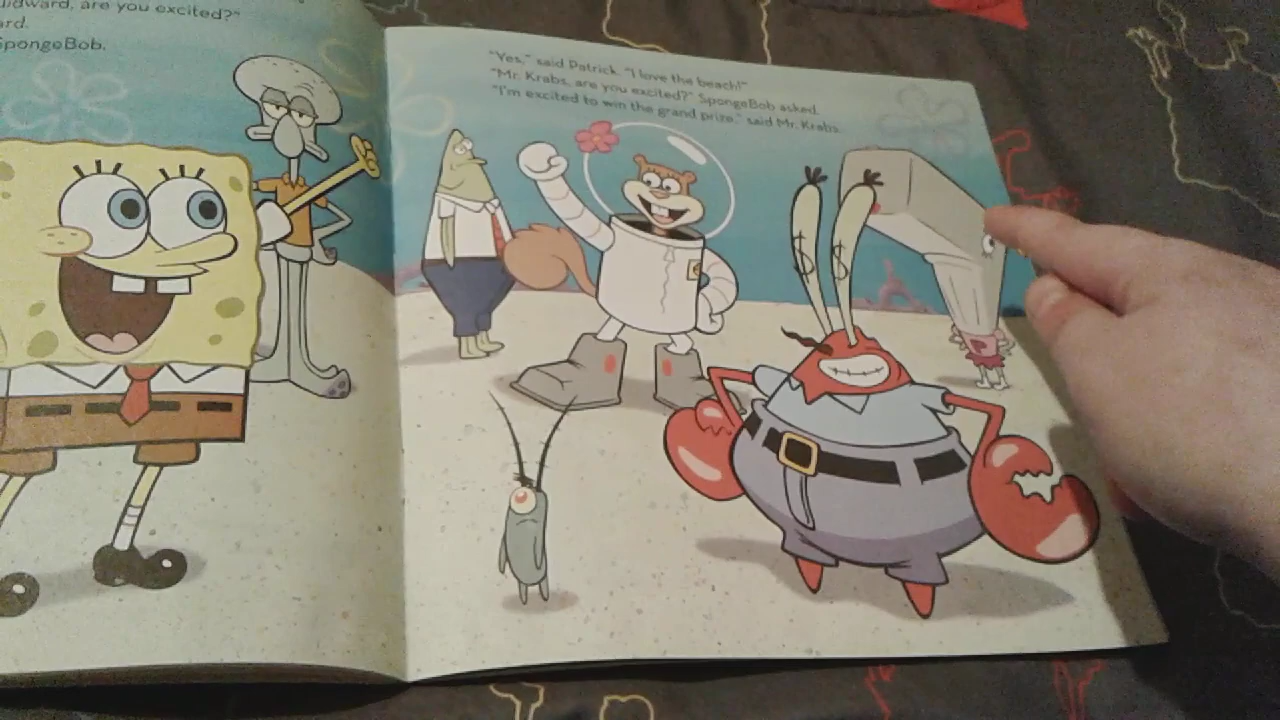 ward, are you excited?"
ard.
SpongeBob.
"Yes," said Patrick. "I love the beach!"
"Mr. Krabs, are you excited?" SpongeBob asked.
"I'm excited to win the grand prize," said Mr. Krabs.